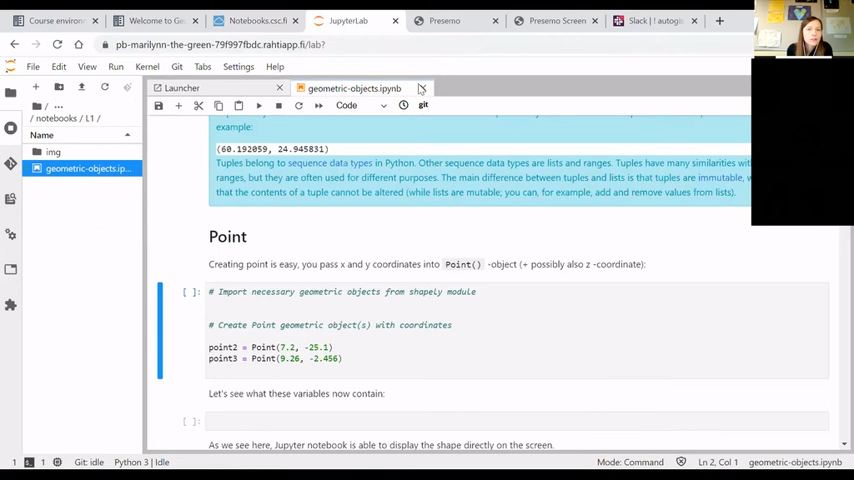 Course environ
Welcome to Ge
Notebooks.csc.fi
JupyterLab
Presemo
Presemo Screen
Slack | ! autogi
pb-marilynn-the-green-79f997fbdc.rahtiapp.fi/lab?
File Edit View Run Kernel Git Tabs Settings Help
Launcher
geometric-objects.ipynb
Code
git
/ ...
/ notebooks / L1 /
Name
img
geometric-objects.ip...
example:
(60.192059, 24.945831)
Tuples belong to sequence data types in Python. Other sequence data types are lists and ranges. Tuples have many similarities w
ranges, but they are often used for different purposes. The main difference between tuples and lists is that tuples are immutable, w
that the contents of a tuple cannot be altered (while lists are mutable; you can, for example, add and remove values from lists).
Point
Creating point is easy, you pass x and y coordinates into Point() -object (+ possibly also z -coordinate):
[ ]: # Import necessary geometric objects from shapely module
# Create Point geometric object(s) with coordinates
point2 = Point(7.2, -25.1)
point3 = Point(9.26, -2.456)
Let's see what these variables now contain:
[ ]:
As we see here, Jupyter notebook is able to display the shape directly on the screen.
1 Git: idle Python 3 | Idle Mode: Command Ln 2, Col 1 geometric-objects.ipynb